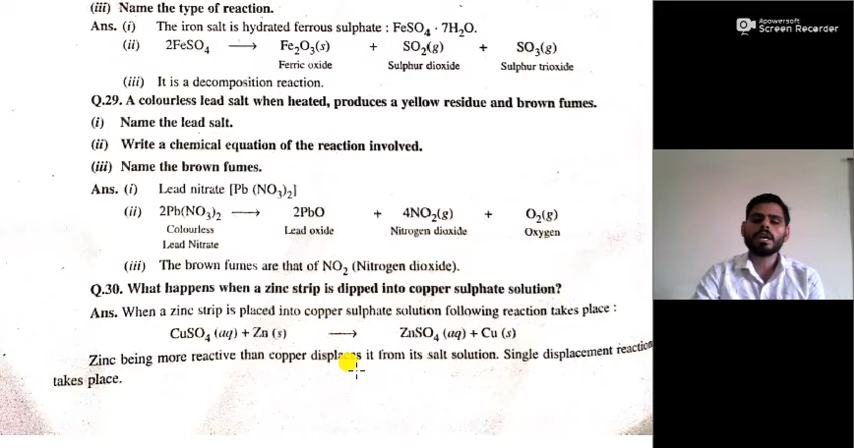 (iii) Name the type of reaction.
Ans. (i) The iron salt is hydrated ferrous sulphate : FeSO₄ · 7H₂O.
(ii) 2FeSO₄ ⟶ Fe₂O₃(s) + SO₂(g) + SO₃(g)
Ferric oxide Sulphur dioxide Sulphur trioxide
(iii) It is a decomposition reaction.
Q.29. A colourless lead salt when heated, produces a yellow residue and brown fumes.
(i) Name the lead salt.
(ii) Write a chemical equation of the reaction involved.
(iii) Name the brown fumes.
Ans. (i) Lead nitrate [Pb (NO₃)₂]
(ii) 2Pb(NO₃)₂ ⟶ 2PbO + 4NO₂(g) + O₂(g)
Colourless Lead oxide Nitrogen dioxide Oxygen
Lead Nitrate
(iii) The brown fumes are that of NO₂ (Nitrogen dioxide).
Q.30. What happens when a zinc strip is dipped into copper sulphate solution?
Ans. When a zinc strip is placed into copper sulphate solution following reaction takes place :
CuSO₄ (aq) + Zn (s) ⟶ ZnSO₄ (aq) + Cu (s)
Zinc being more reactive than copper displaces it from its salt solution. Single displacement reaction
takes place.
Apowersoft
Screen Recorder